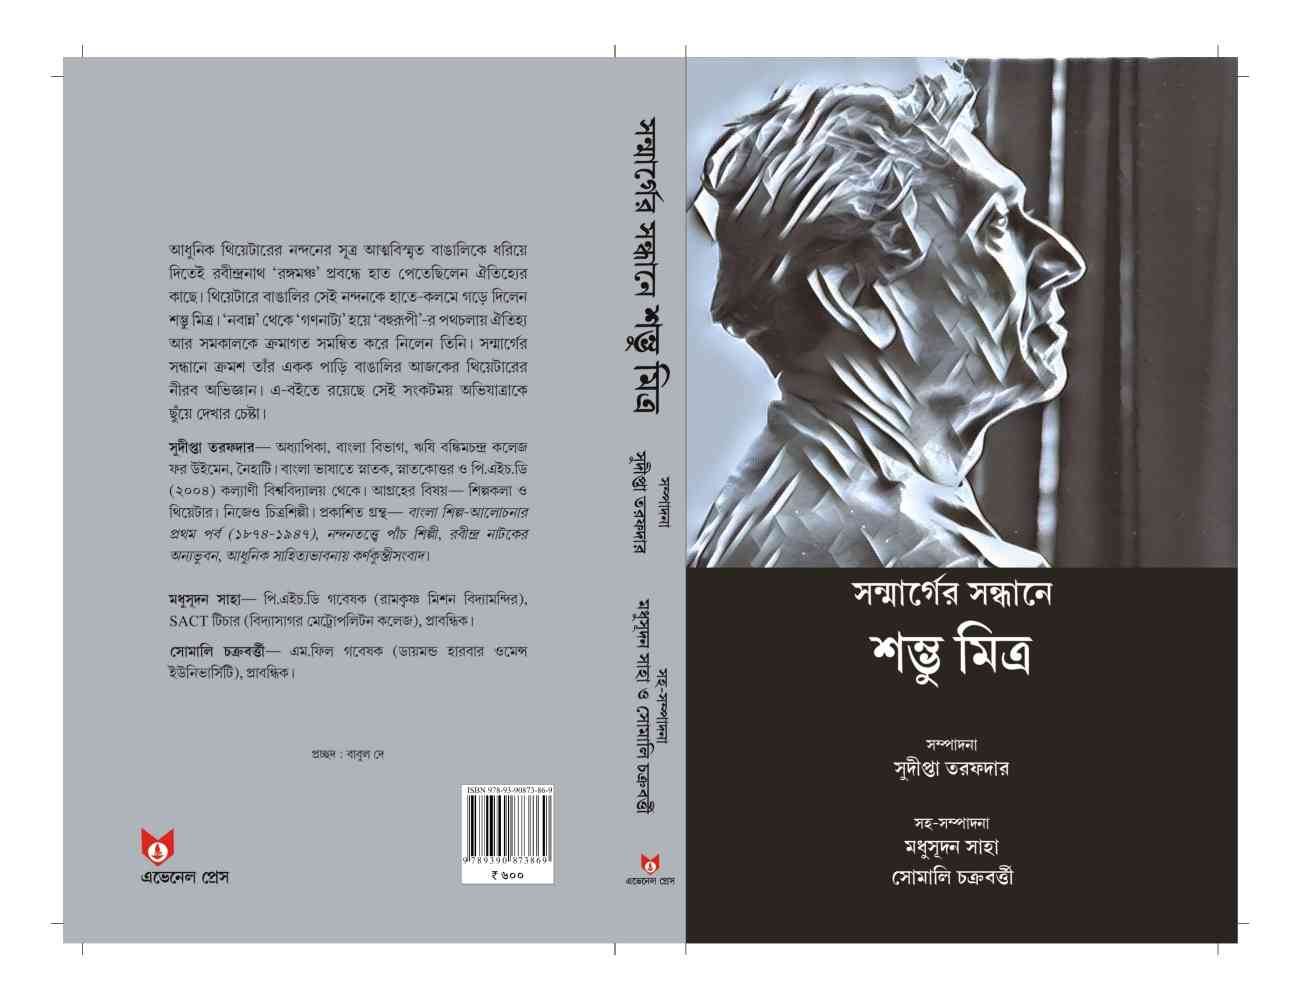 আধুনিক থিয়েটারের নন্দনের সূত্র আত্মবিস্মৃত বাঙালিকে ধরিয়ে
দিতেই রবীন্দ্রনাথ ‘রঙ্গমঞ্চ’ প্রবন্ধে হাত পেতেছিলেন ঐতিহ্যের
কাছে। থিয়েটারে বাঙালির সেই নন্দনকে হাতে-কলমে গড়ে দিলেন
শম্ভু মিত্র। ‘নবান্ন’ থেকে ‘গণনাট্য’ হয়ে ‘বহুরূপী’-র পথচলায় ঐতিহ্য
আর সমকালকে ক্রমাগত সমন্বিত করে নিলেন তিনি। সন্মার্গের
সন্ধানে ক্রমশ তাঁর একক পাড়ি বাঙালির আজকের থিয়েটারের
নীরব অভিজ্ঞান। এ-বইতে রয়েছে সেই সংকটময় অভিযাত্রাকে
ছুঁয়ে দেখার চেষ্টা।
সুদীপ্তা তরফদার— অধ্যাপিকা, বাংলা বিভাগ, ঋষি বঙ্কিমচন্দ্র কলেজ
ফর উইমেন, নৈহাটি। বাংলা ভাষাতে স্নাতক, স্নাতকোত্তর ও পি.এইচ.ডি
(২০০৪) কল্যাণী বিশ্ববিদ্যালয় থেকে। আগ্রহের বিষয়— শিল্পকলা ও
থিয়েটার। নিজেও চিত্রশিল্পী। প্রকাশিত গ্রন্থ— বাংলা শিল্প-আলোচনার
প্রথম পর্ব (১৮৭৪-১৯৪৭), নন্দনতত্ত্বে পাঁচ শিল্পী, রবীন্দ্র নাটকের
অন্যভুবন, আধুনিক সাহিত্যভাবনায় কর্ণকুন্তীসংবাদ।
মধুসূদন সাহা— পি.এইচ.ডি গবেষক (রামকৃষ্ণ মিশন বিদ্যামন্দির),
SACT টিচার (বিদ্যাসাগর মেট্রোপলিটন কলেজ), প্রাবন্ধিক।
সোমালি চক্রবর্ত্তী— এম.ফিল গবেষক (ডায়মন্ড হারবার ওমেন্স
ইউনিভার্সিটি), প্রাবন্ধিক।
প্রচ্ছদ : বাবুল দে
ISBN 978-93-90873-86-9
9 789390 873869
₹ ৬০০
এভেনেল প্রেস
সন্মার্গের সন্ধানে শম্ভু মিত্র
সম্পাদনা
সুদীপ্তা তরফদার
সহ-সম্পাদনা
মধুসূদন সাহা ও সোমালি চক্রবর্ত্তী
এভেনেল প্রেস
সন্মার্গের সন্ধানে
শম্ভু মিত্র
সম্পাদনা
সুদীপ্তা তরফদার
সহ-সম্পাদনা
মধুসূদন সাহা
সোমালি চক্রবর্ত্তী